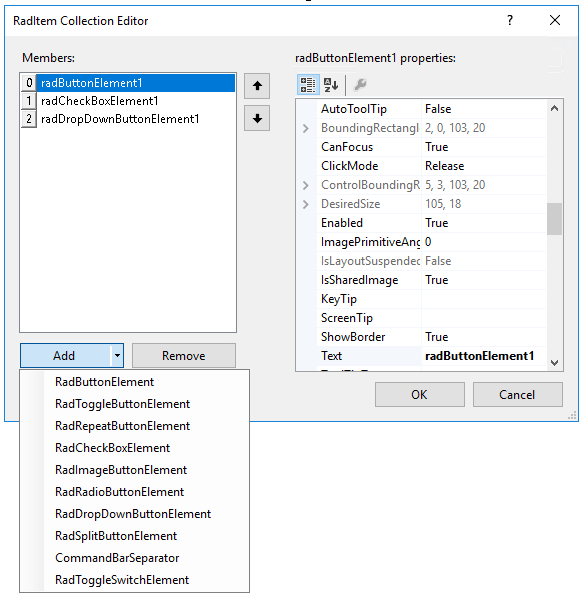 RadItem Collection Editor
?
Members:
0 radButtonElement1
1 radCheckBoxElement1
2 radDropDownButtonElement1
Add
Remove
RadButtonElement
RadToggleButtonElement
RadRepeatButtonElement
RadCheckBoxElement
RadImageButtonElement
RadRadioButtonElement
RadDropDownButtonElement
RadSplitButtonElement
CommandBarSeparator
RadToggleSwitchElement
radButtonElement1 properties:
AutoToolTip False
BoundingRectangl 2, 0, 103, 20
CanFocus True
ClickMode Release
ControlBoundingR 5, 3, 103, 20
DesiredSize 105, 18
Enabled True
ImagePrimitiveAng 0
IsLayoutSuspended False
IsSharedImage True
KeyTip
ScreenTip
ShowBorder True
Text radButtonElement1
OK
Cancel